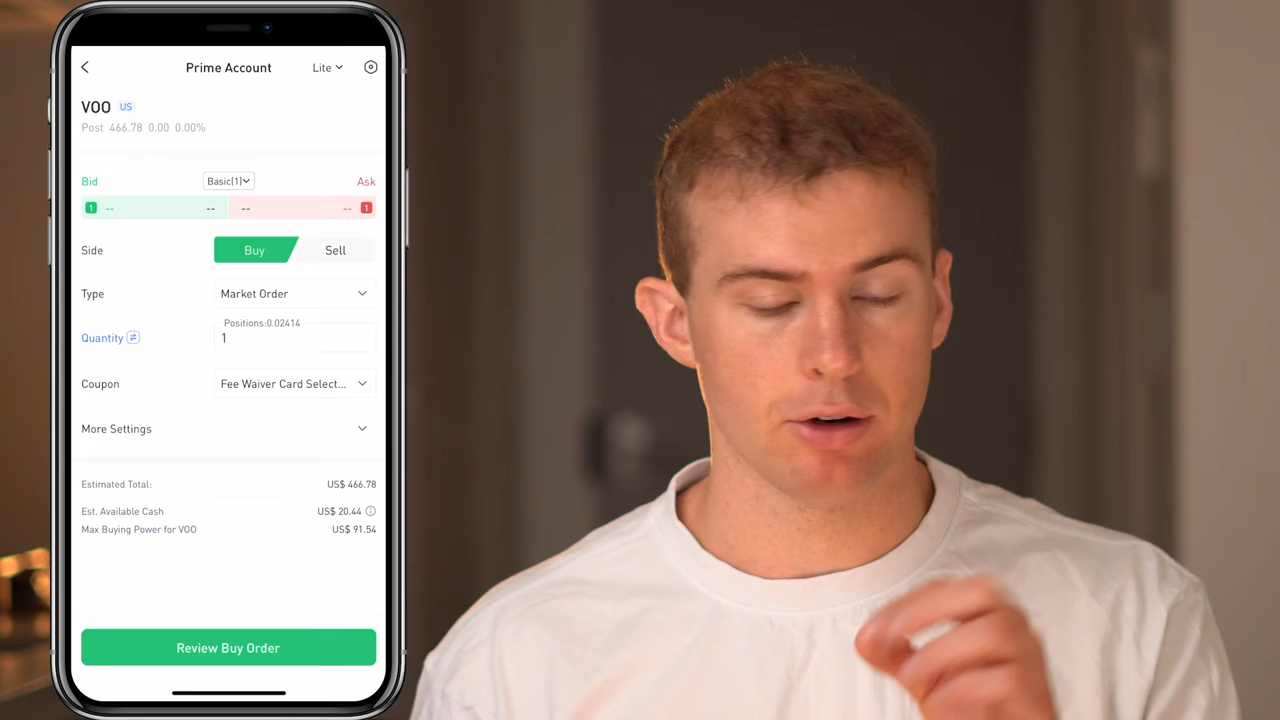 Prime Account Lite
VOO US
Post 466.78 0.00 0.00%
Bid Basic(1) Ask
1 -- -- -- -- 1
Side Buy Sell
Type Market Order
Positions:0.02414
Quantity 1
Coupon Fee Waiver Card Select...
More Settings
Estimated Total: US$ 466.78
Est. Available Cash US$ 20.44
Max Buying Power for VOO US$ 91.54
Review Buy Order